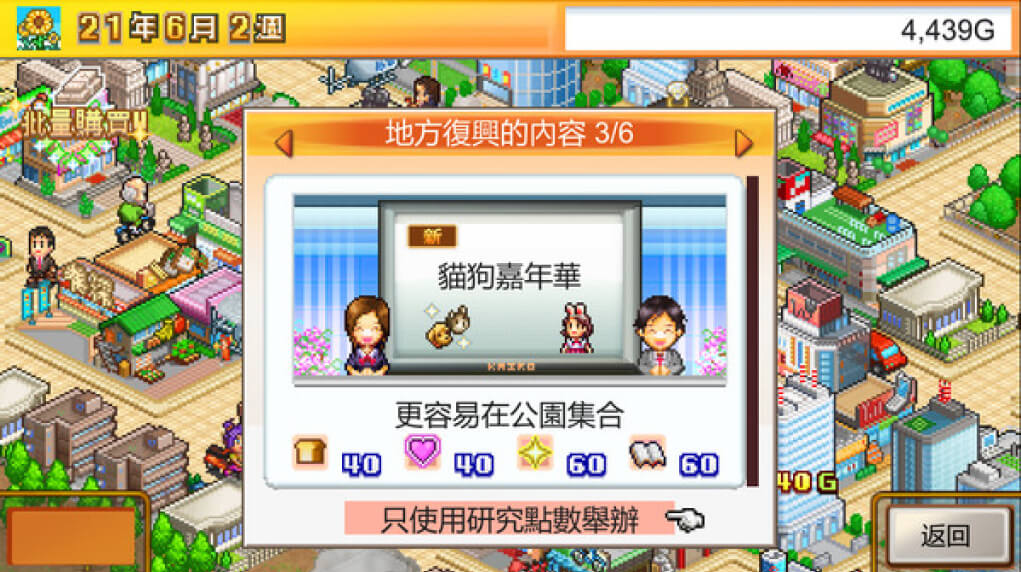 21年6月2週
4,439G
批量購買!!
地方復興的內容 3/6
新
貓狗嘉年華
KAIRO
更容易在公園集合
40 40 60 60
40G
只使用研究點數舉辦
返回